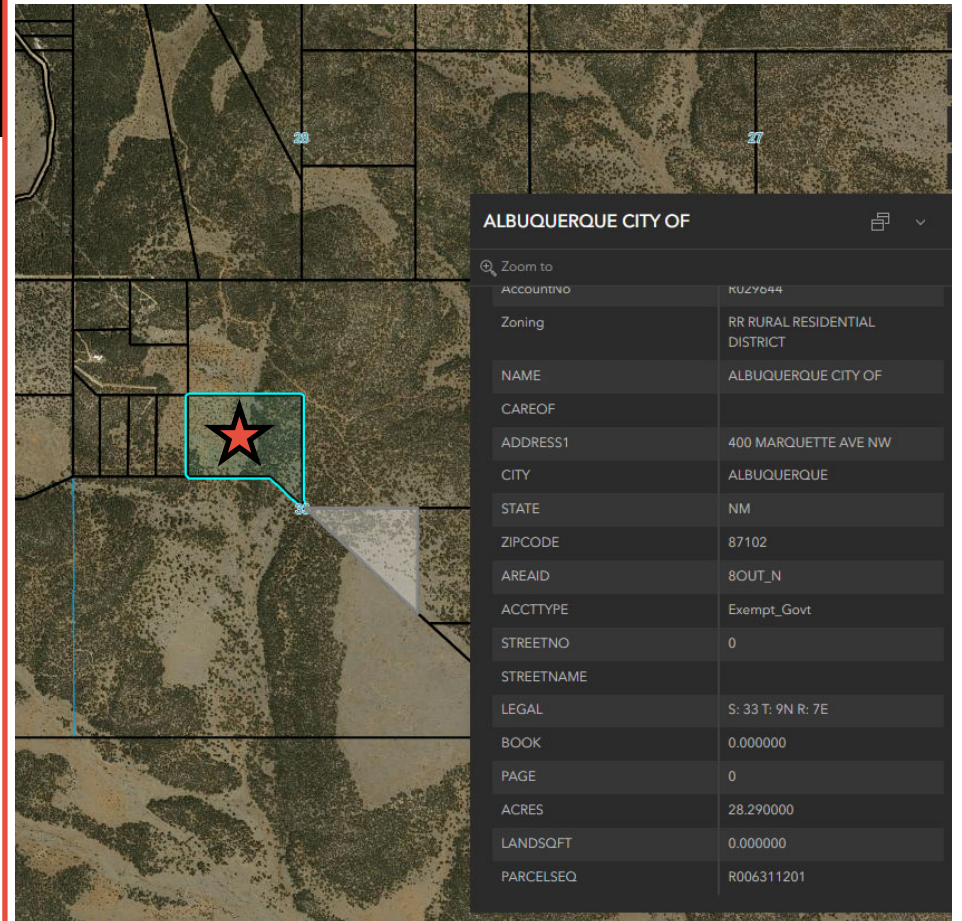 28
27
ALBUQUERQUE CITY OF
Zoom to
AccountNo R029644
Zoning RR RURAL RESIDENTIAL
DISTRICT
NAME ALBUQUERQUE CITY OF
CAREOF
ADDRESS1 400 MARQUETTE AVE NW
CITY ALBUQUERQUE
STATE NM
ZIPCODE 87102
AREAID 8OUT_N
ACCTTYPE Exempt_Govt
STREETNO 0
STREETNAME
LEGAL S: 33 T: 9N R: 7E
BOOK 0.000000
PAGE 0
ACRES 28.290000
LANDSQFT 0.000000
PARCELSEQ R006311201
33